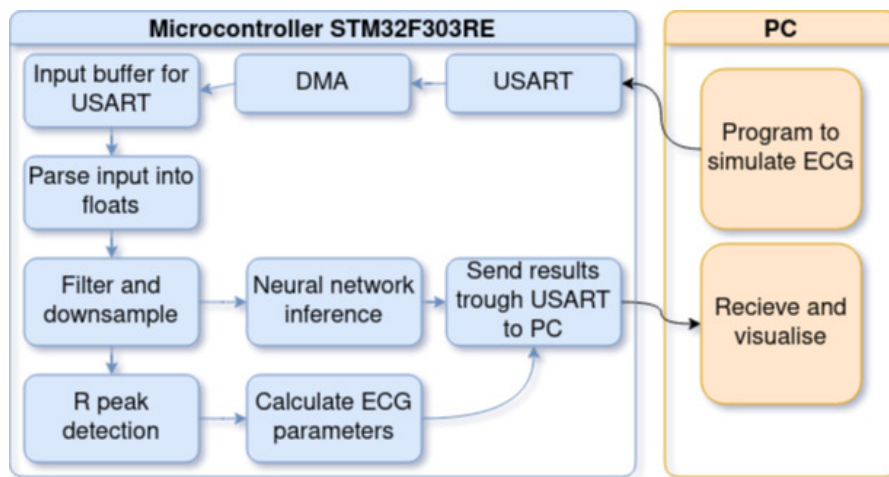 Microcontroller STM32F303RE
PC
Input buffer for
USART
DMA
USART
Program to
simulate ECG
Parse input into
floats
Filter and
downsample
Neural network
inference
Send results
trough USART
to PC
Recieve and
visualise
R peak
detection
Calculate ECG
parameters